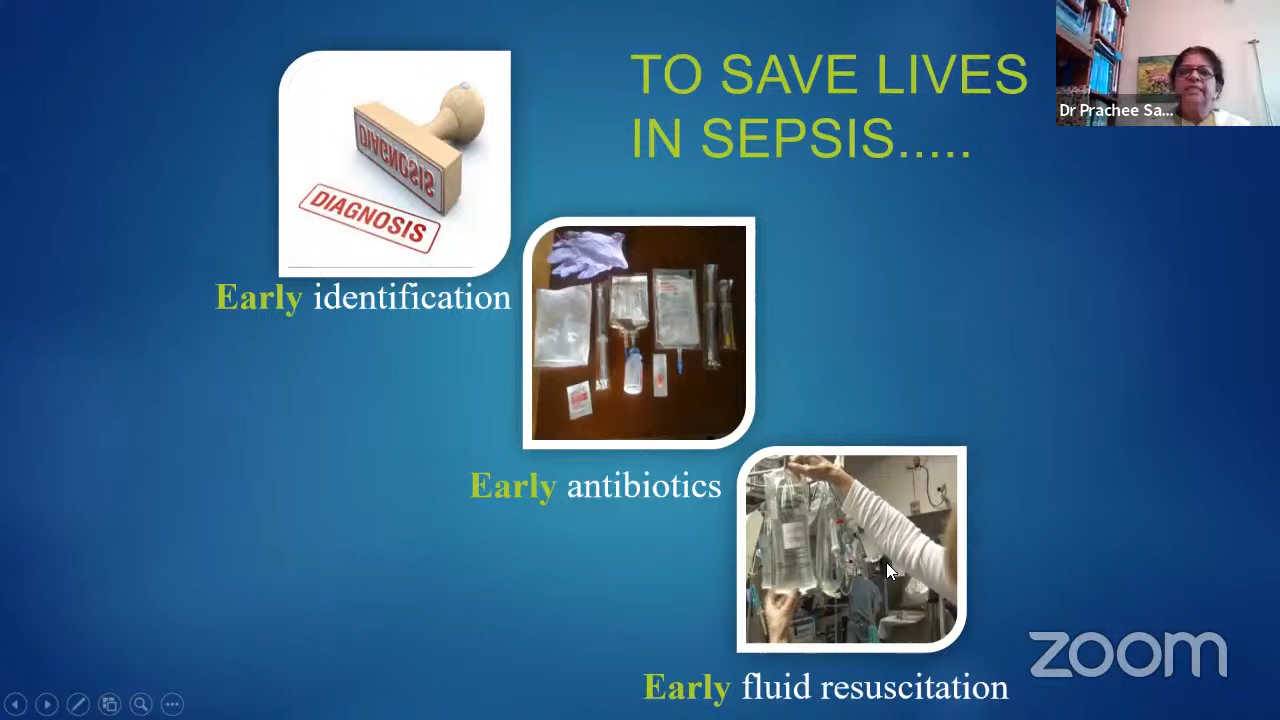 TO SAVE LIVES
IN SEPSIS.....
Dr Prachee Sa...
DIAGNOSIS
DIAGNOSIS
Early identification
Early antibiotics
Early fluid resuscitation
zoom